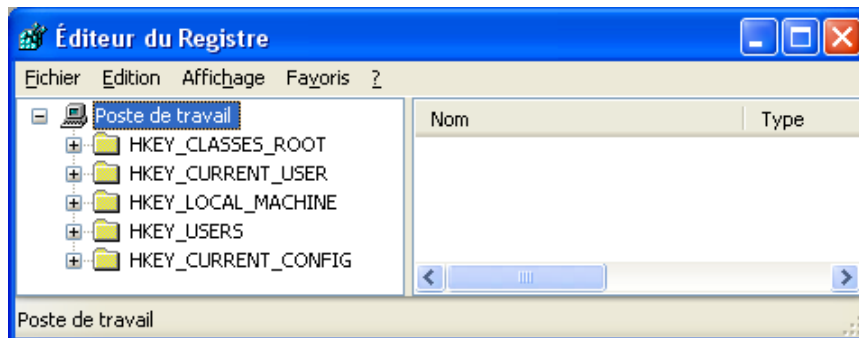 Éditeur du Registre
Fichier Edition Affichage Favoris ?
Poste de travail
HKEY_CLASSES_ROOT
HKEY_CURRENT_USER
HKEY_LOCAL_MACHINE
HKEY_USERS
HKEY_CURRENT_CONFIG
Nom Type
Poste de travail